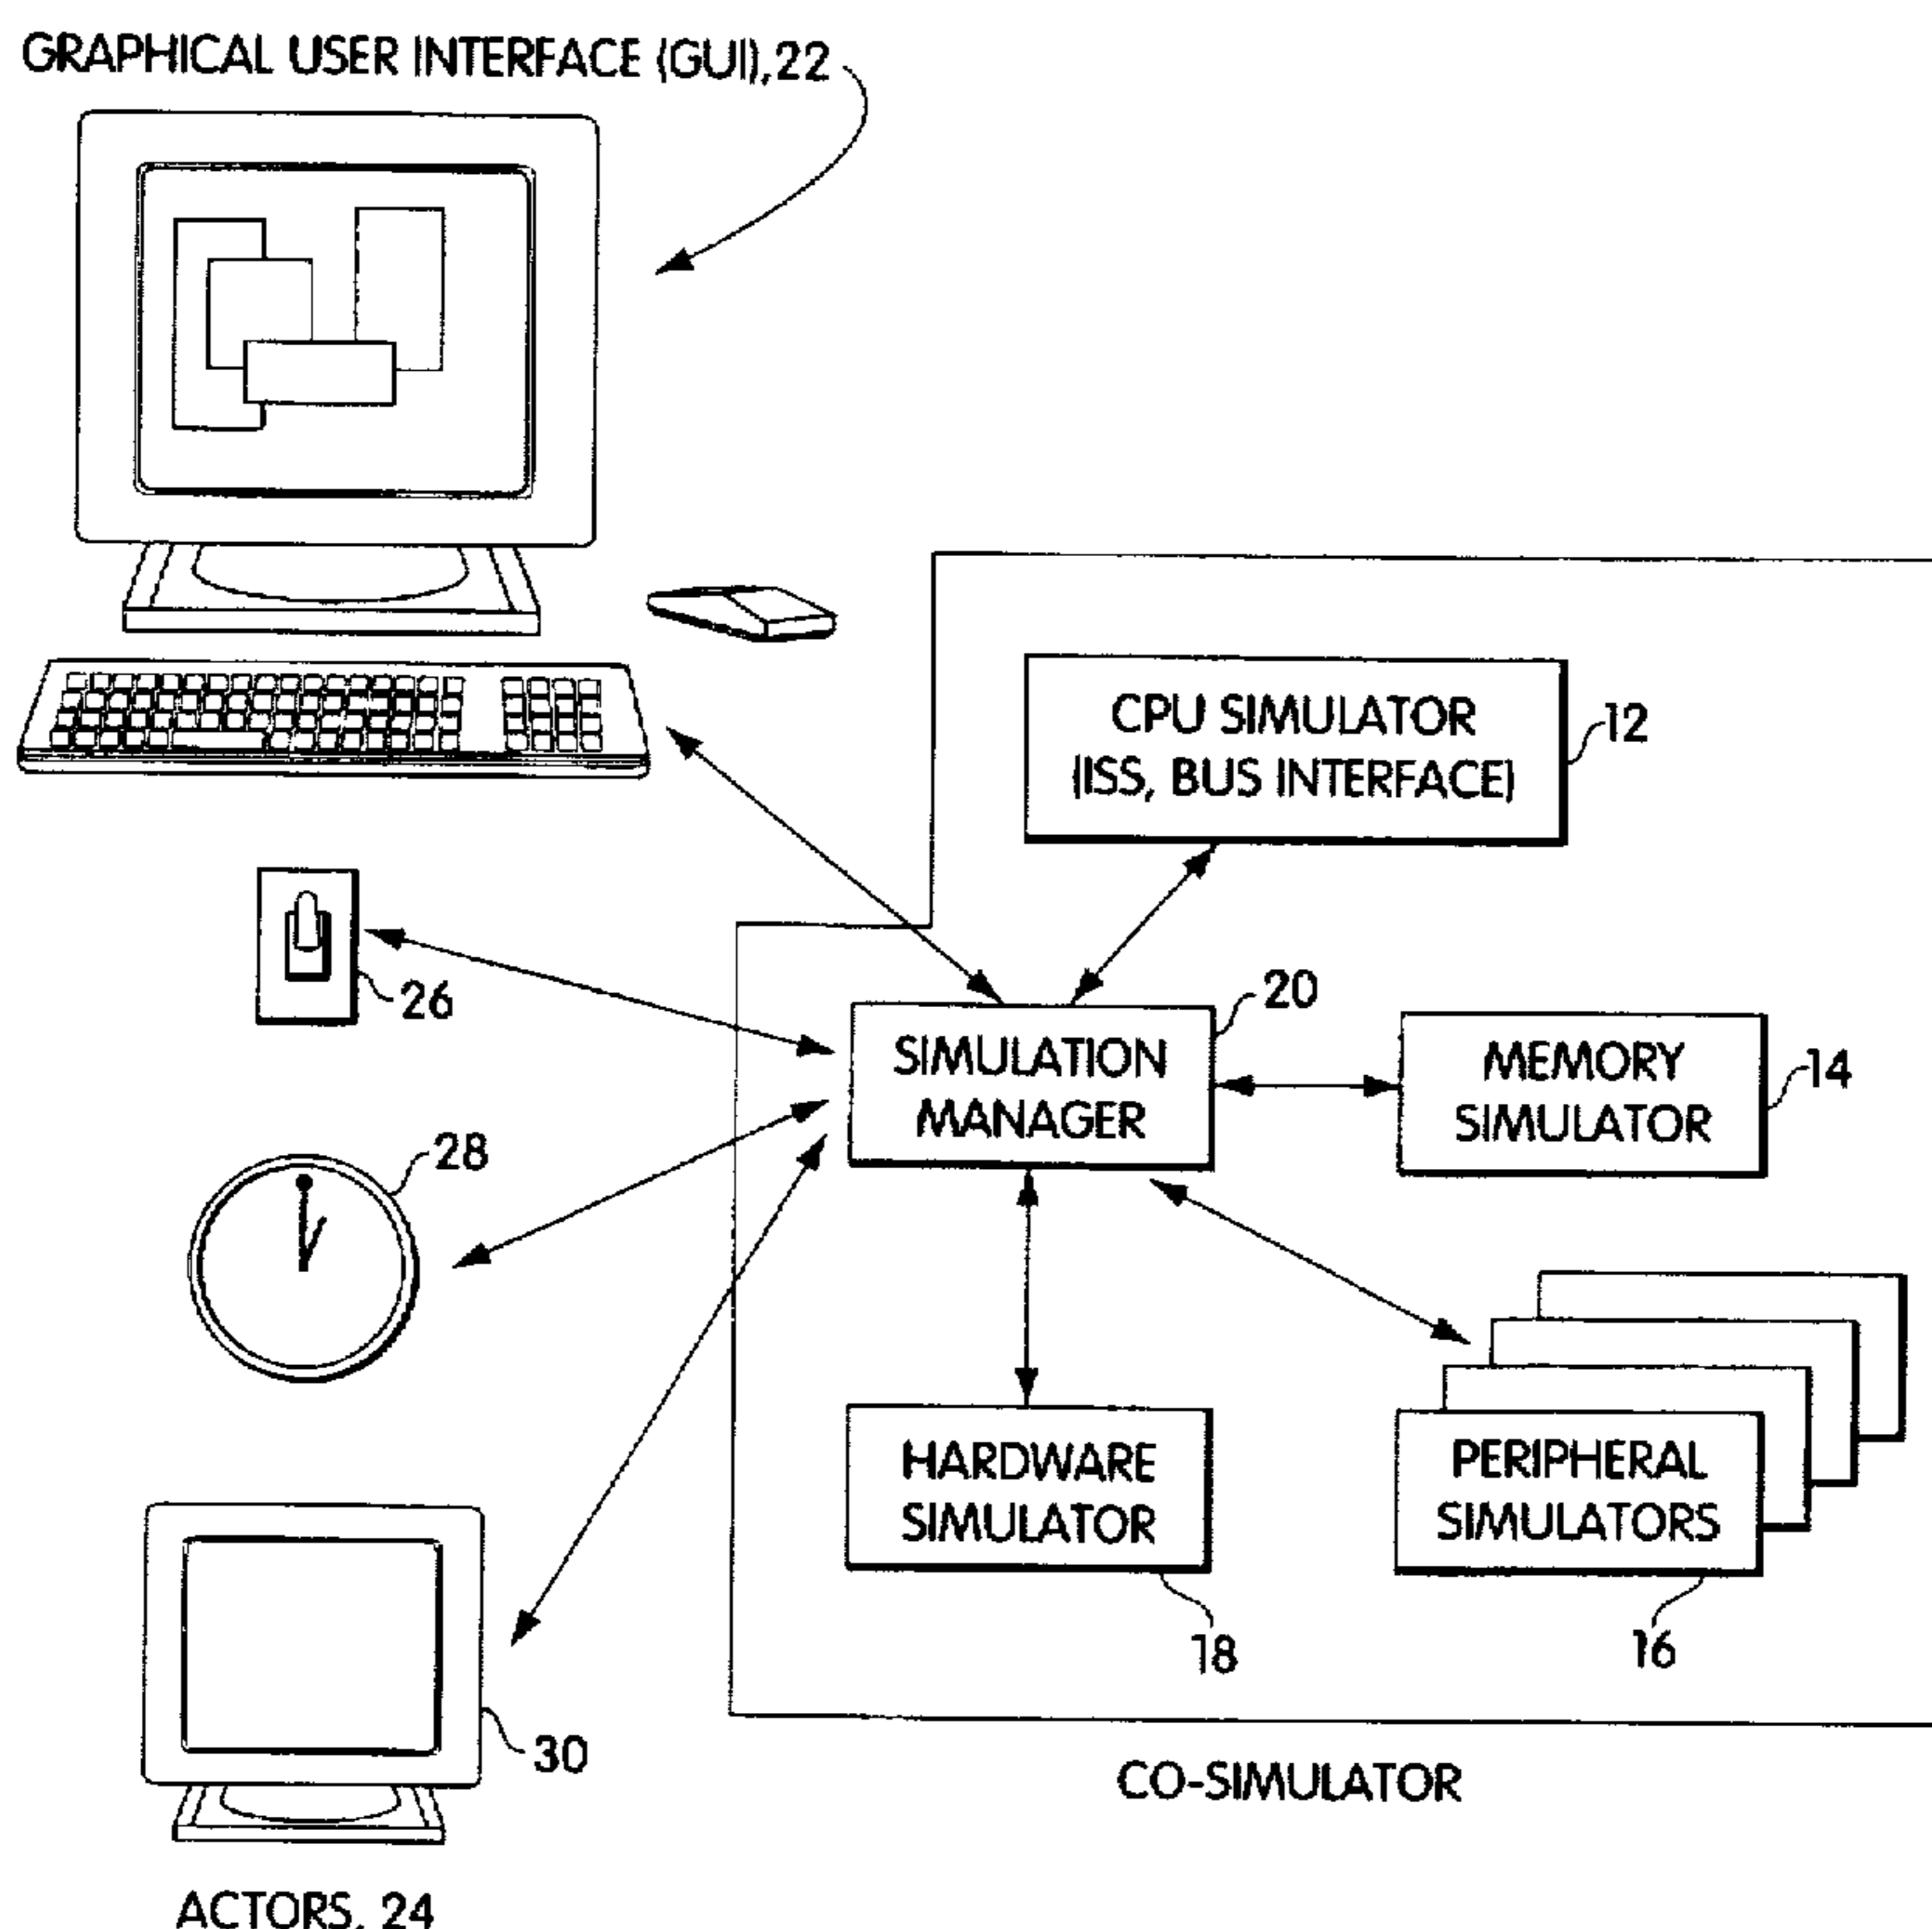 GRAPHICAL USER INTERFACE (GUI),22
CPU SIMULATOR
(ISS, BUS INTERFACE)
12
26
20
SIMULATION
MANAGER
MEMORY
SIMULATOR
14
28
HARDWARE
SIMULATOR
PERIPHERAL
SIMULATORS
18
16
30
CO-SIMULATOR
ACTORS, 24